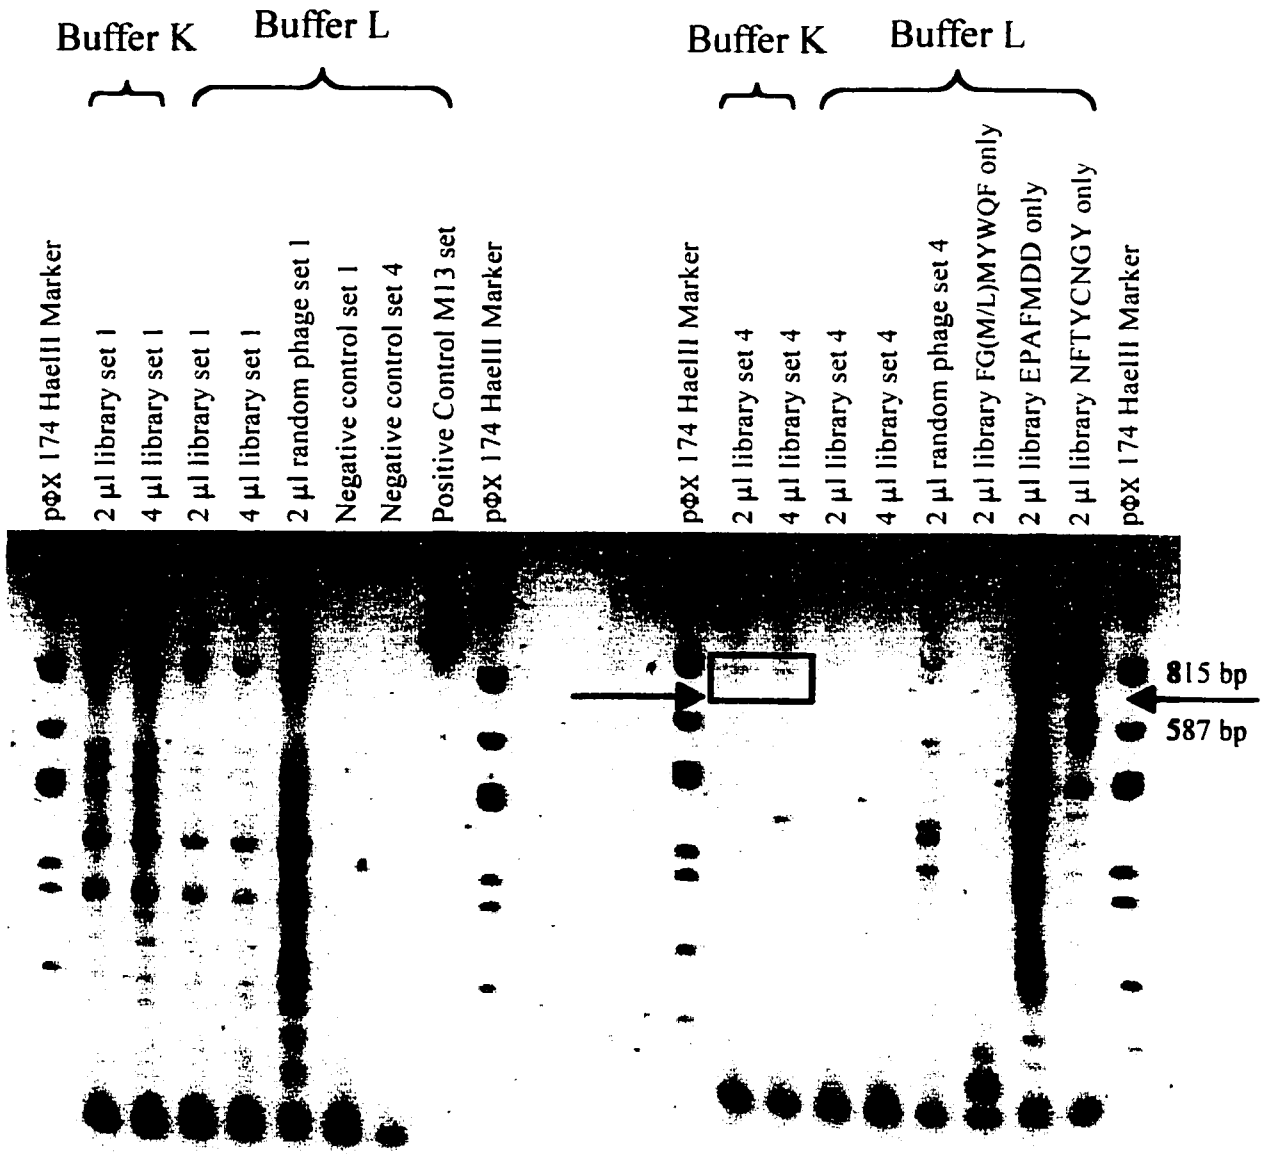 Buffer K
Buffer L
Buffer K
Buffer L
pΦX 174 HaeIII Marker
2 µl library set 1
4 µl library set 1
2 µl library set 1
4 µl library set 1
2 µl random phage set 1
Negative control set 1
Negative control set 4
Positive Control M13 set
pΦX 174 HaeIII Marker
pΦX 174 HaeIII Marker
2 µl library set 4
4 µl library set 4
2 µl library set 4
4 µl library set 4
2 µl random phage set 4
2 µl library FG(M/L)MYWQF only
2 µl library EPAFMDD only
2 µl library NFTYCNGY only
pΦX 174 HaeIII Marker
815 bp
587 bp